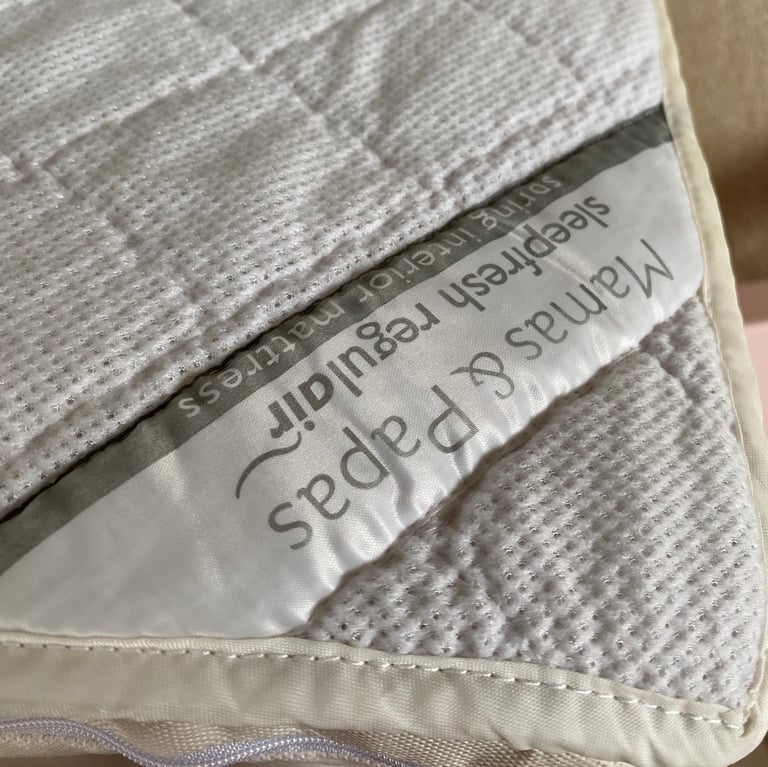 Mamas & Papas
sleepfresh regulair
spring interior mattress